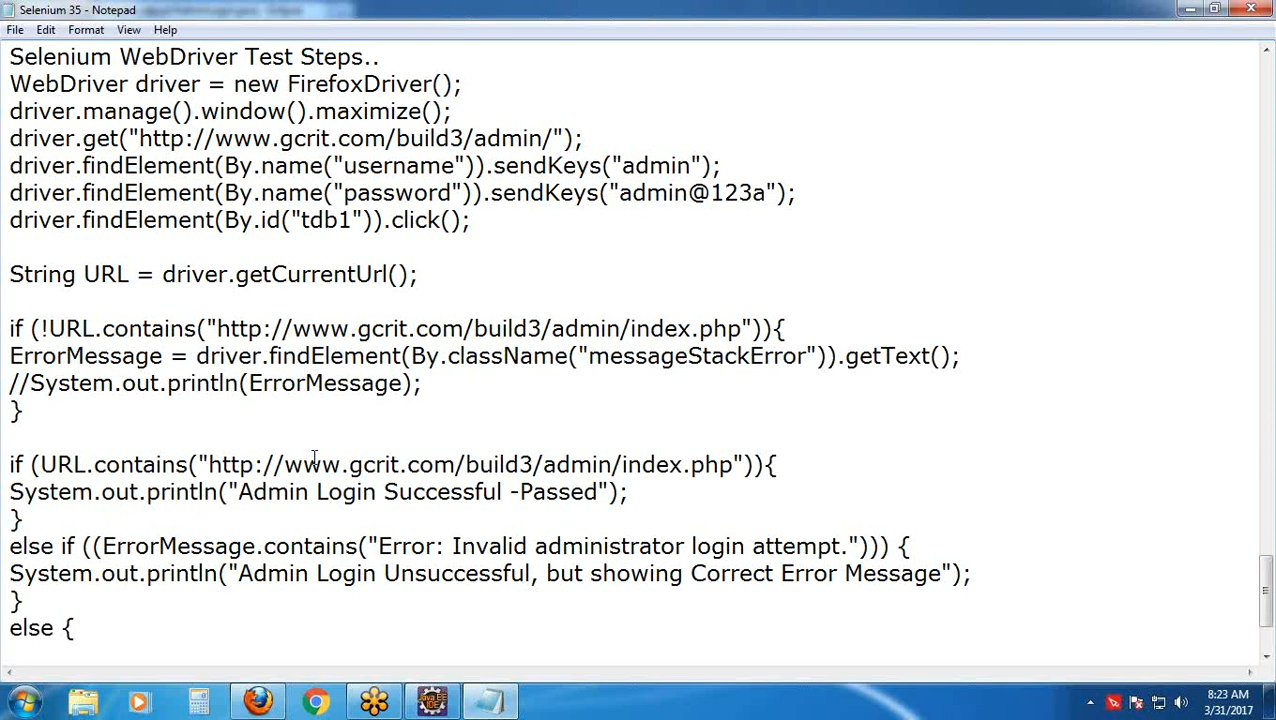 Selenium 35 - Notepad
File Edit Format View Help
Selenium WebDriver Test Steps..
WebDriver driver = new FirefoxDriver();
driver.manage().window().maximize();
driver.get("http://www.gcrit.com/build3/admin/");
driver.findElement(By.name("username")).sendKeys("admin");
driver.findElement(By.name("password")).sendKeys("admin@123a");
driver.findElement(By.id("tdb1")).click();
String URL = driver.getCurrentUrl();
if (!URL.contains("http://www.gcrit.com/build3/admin/index.php")){
ErrorMessage = driver.findElement(By.className("messageStackError")).getText();
//System.out.println(ErrorMessage);
}
if (URL.contains("http://www.gcrit.com/build3/admin/index.php")){
System.out.println("Admin Login Successful -Passed");
}
else if ((ErrorMessage.contains("Error: Invalid administrator login attempt."))) {
System.out.println("Admin Login Unsuccessful, but showing Correct Error Message");
}
else {
Java EE
IDE
8:23 AM
3/31/2017